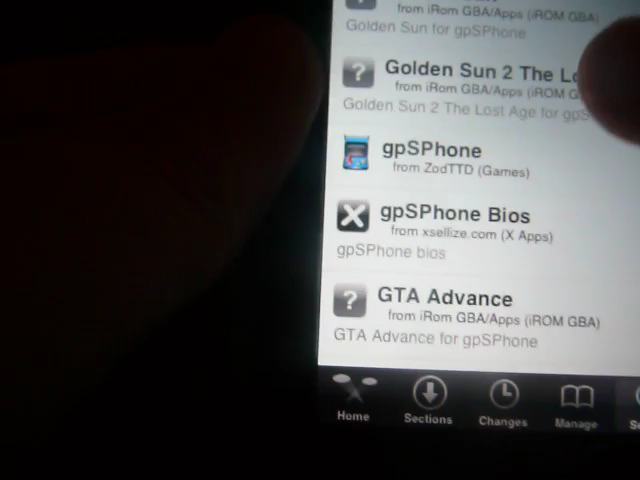 from iRom GBA/Apps (iROM GBA)
Golden Sun for gpSPhone
Golden Sun 2 The Lo
from iRom GBA/Apps (iROM G
Golden Sun 2 The Lost Age for gpS
gpSPhone
from ZodTTD (Games)
gpSPhone Bios
from xsellize.com (X Apps)
gpSPhone bios
GTA Advance
from iRom GBA/Apps (iROM GBA)
GTA Advance for gpSPhone
Home
Sections
Changes
Manage